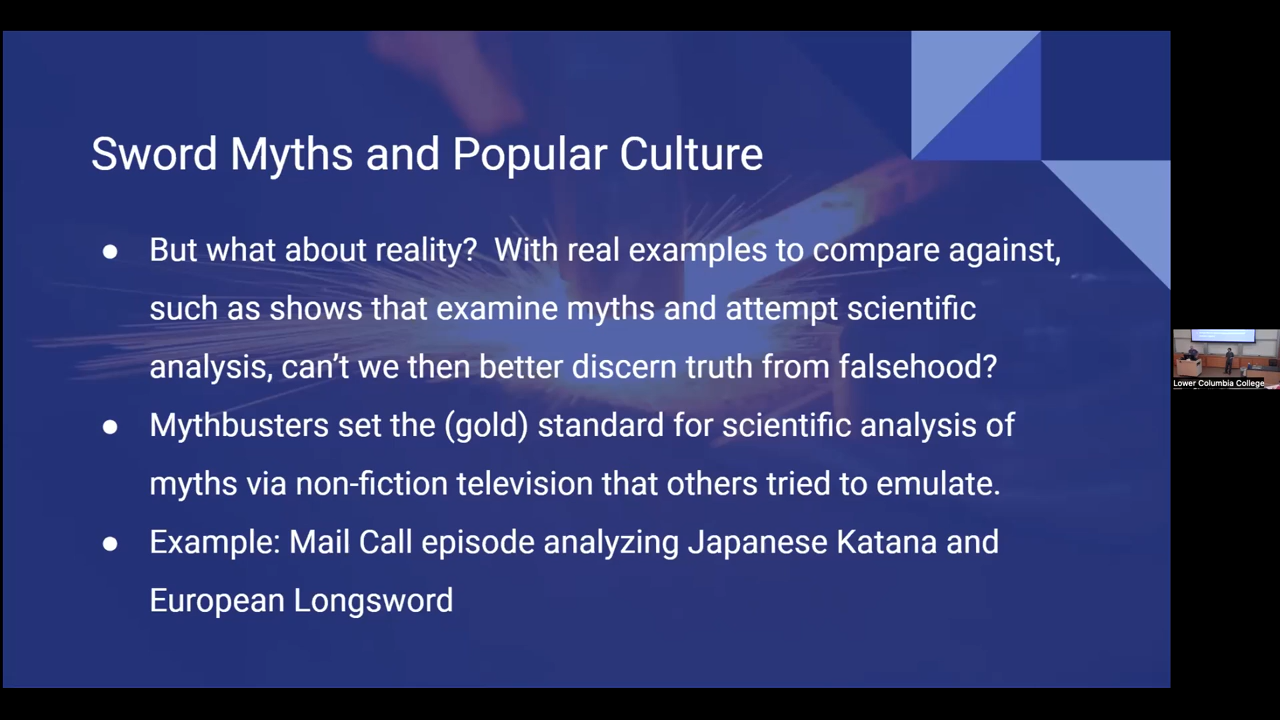 Sword Myths and Popular Culture
● But what about reality?  With real examples to compare against,
such as shows that examine myths and attempt scientific
analysis, can't we then better discern truth from falsehood?
● Mythbusters set the (gold) standard for scientific analysis of
myths via non-fiction television that others tried to emulate.
● Example: Mail Call episode analyzing Japanese Katana and
European Longsword
Lower Columbia College